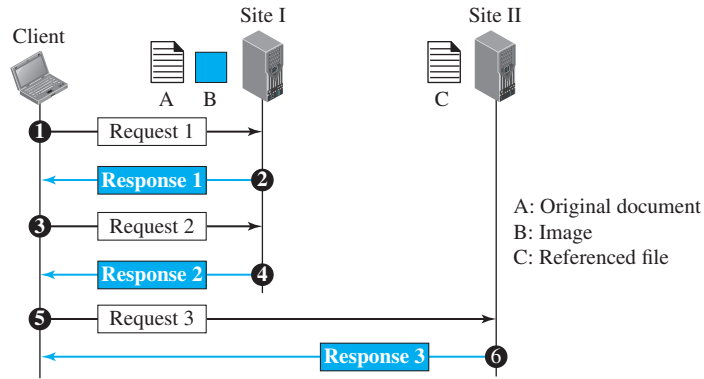 Site I
Site II
Client
A
B
C
1
Request 1
Response 1
2
3
Request 2
A: Original document
B: Image
C: Referenced file
Response 2
4
5
Request 3
Response 3
6